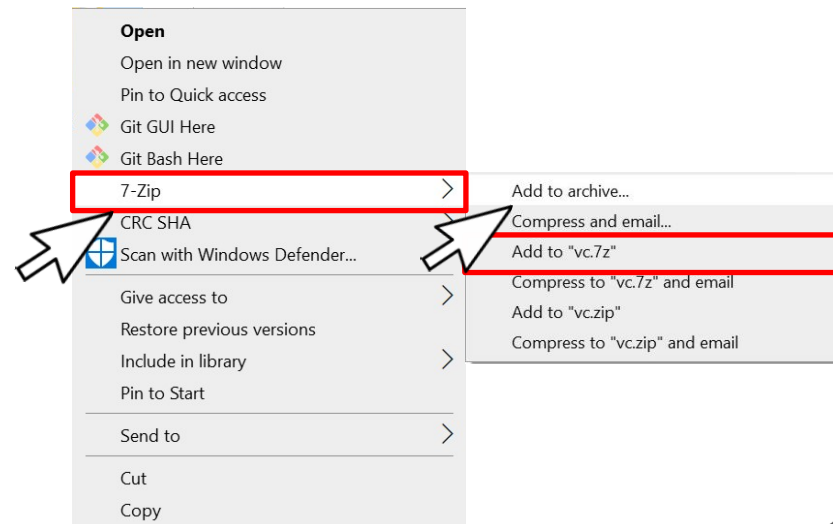 Open
Open in new window
Pin to Quick access
Git GUI Here
Git Bash Here
7-Zip
CRC SHA
Scan with Windows Defender...
Give access to
Restore previous versions
Include in library
Pin to Start
Send to
Cut
Copy
Add to archive...
Compress and email...
Add to "vc.7z"
Compress to "vc.7z" and email
Add to "vc.zip"
Compress to "vc.zip" and email